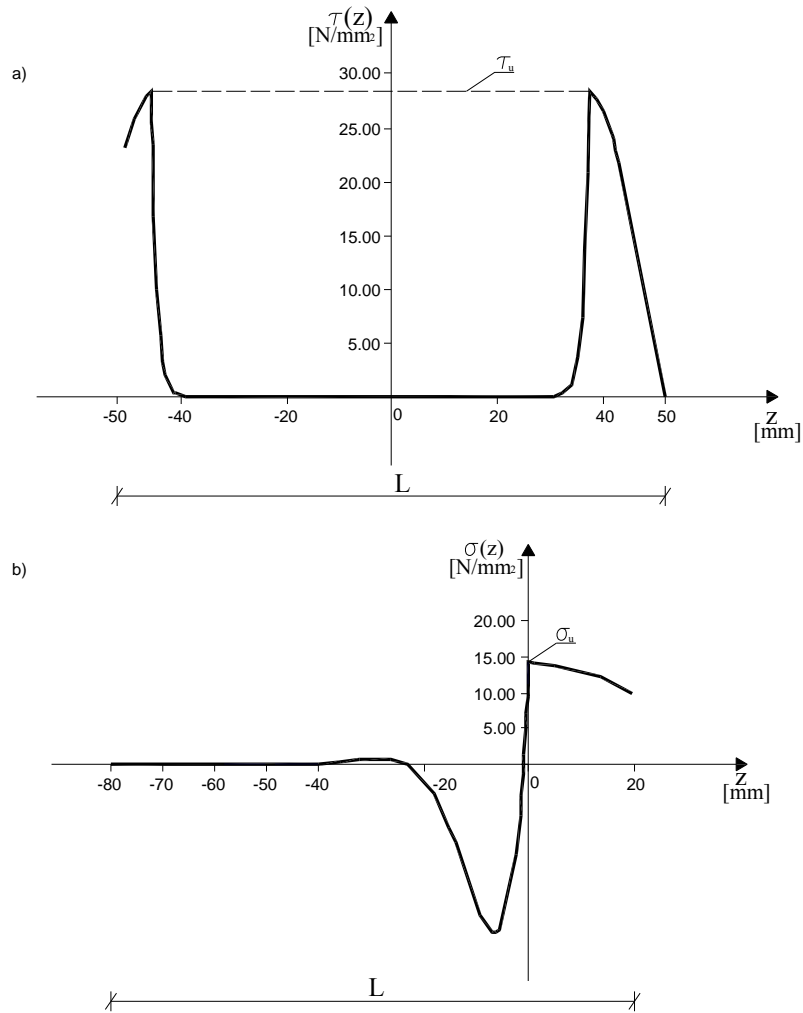 a)
τ(z)
[N/mm²]
τu
30.00
25.00
20.00
15.00
10.00
5.00
-50 -40 -20 0 20 40 50
z
[mm]
L
b)
σ(z)
[N/mm²]
σu
20.00
15.00
10.00
5.00
-80 -70 -60 -50 -40 -20 0 20
z
[mm]
L